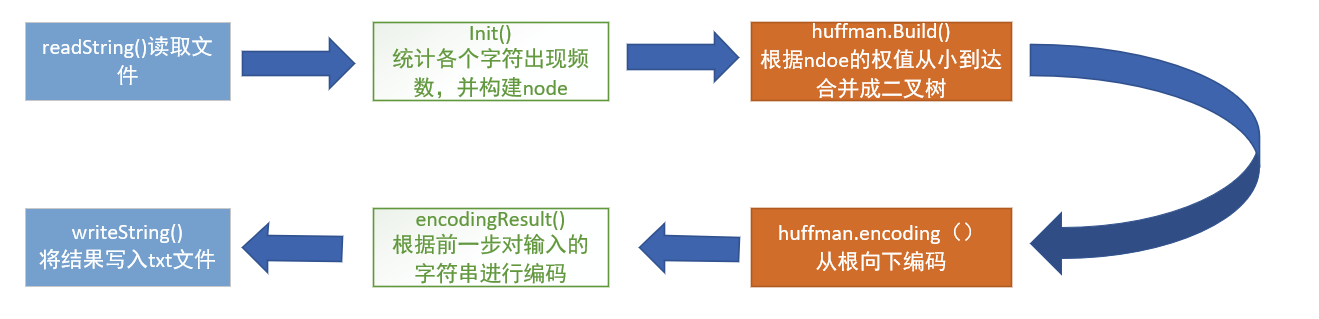 readString()读取文
件
Init()
统计各个字符出现频
数，并构建node
huffman.Build()
根据ndoe的权值从小到达
合并成二叉树
huffman.encoding（）
从根向下编码
encodingResult()
根据前一步对输入的
字符串进行编码
writeString()
将结果写入txt文件